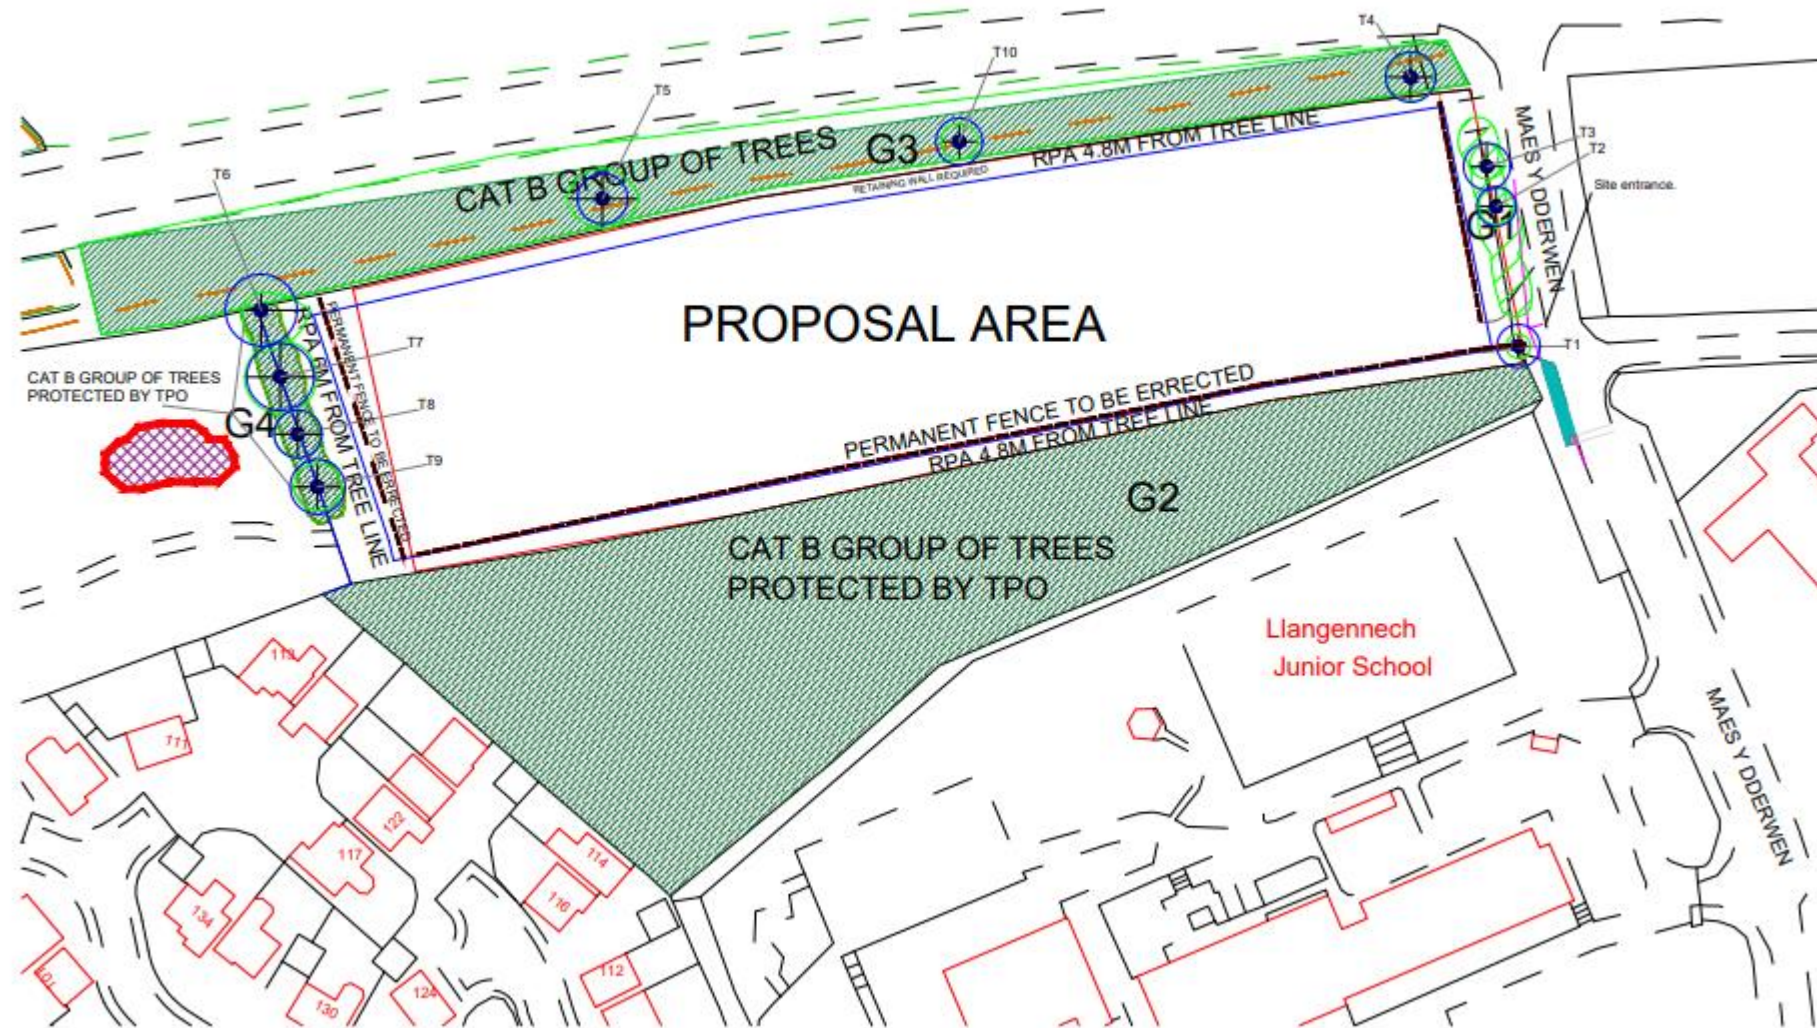 T4
T10
T5
CAT B GROUP OF TREES
G3
RPA 4.8M FROM TREE LINE
RETAINING WALL REQUIRED
MAES Y DDERWEN
T3
T2
Site entrance.
G1
T6
PROPOSAL AREA
T1
PERMANENT FENCE TO BE ERRECTED
RPA 6M FROM TREE LINE
T7
T8
T9
CAT B GROUP OF TREES
PROTECTED BY TPO
G4
PERMANENT FENCE TO BE ERRECTED
RPA 4.8M FROM TREE LINE
G2
CAT B GROUP OF TREES
PROTECTED BY TPO
Llangennech
Junior School
MAES Y DDERWEN
113
111
122
117
114
116
134
112
101
130
124